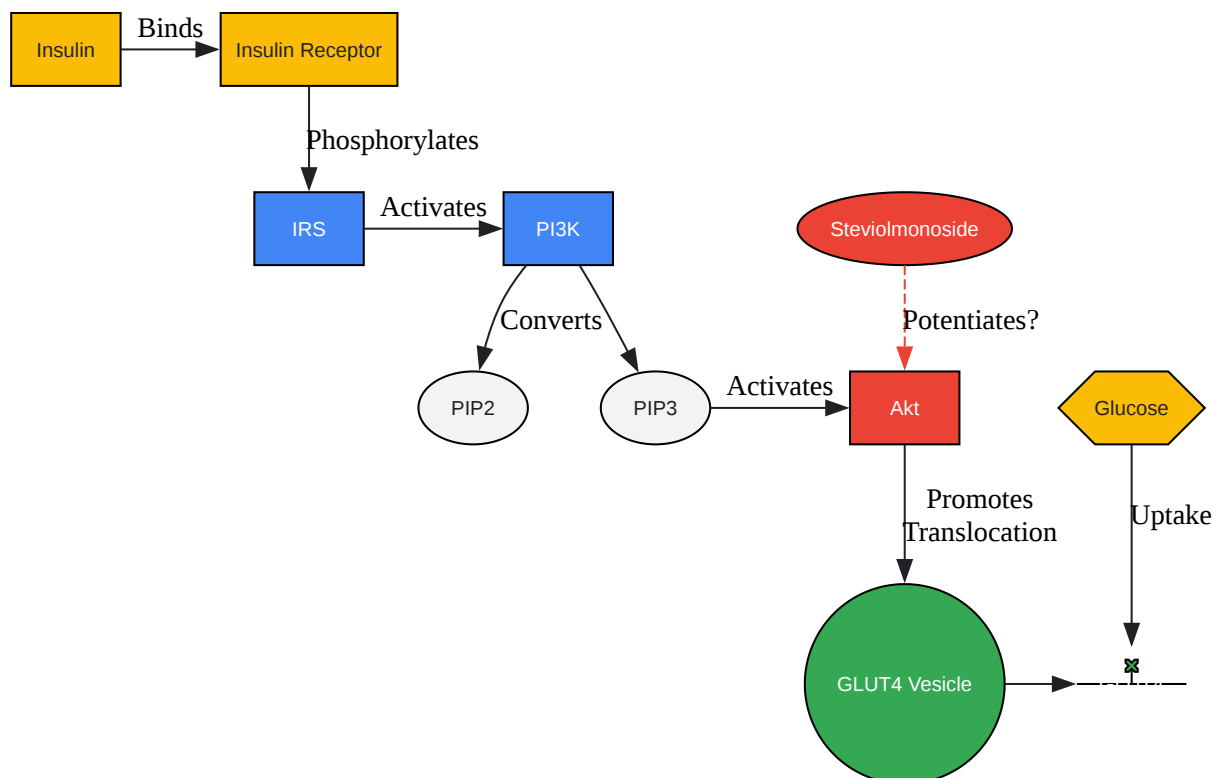 Insulin
Binds
Insulin Receptor
Phosphorylates
IRS
Activates
PI3K
Steviolmonoside
Converts
Potentiates?
PIP2
PIP3
Activates
Akt
Glucose
Promotes
Translocation
Uptake
GLUT4 Vesicle